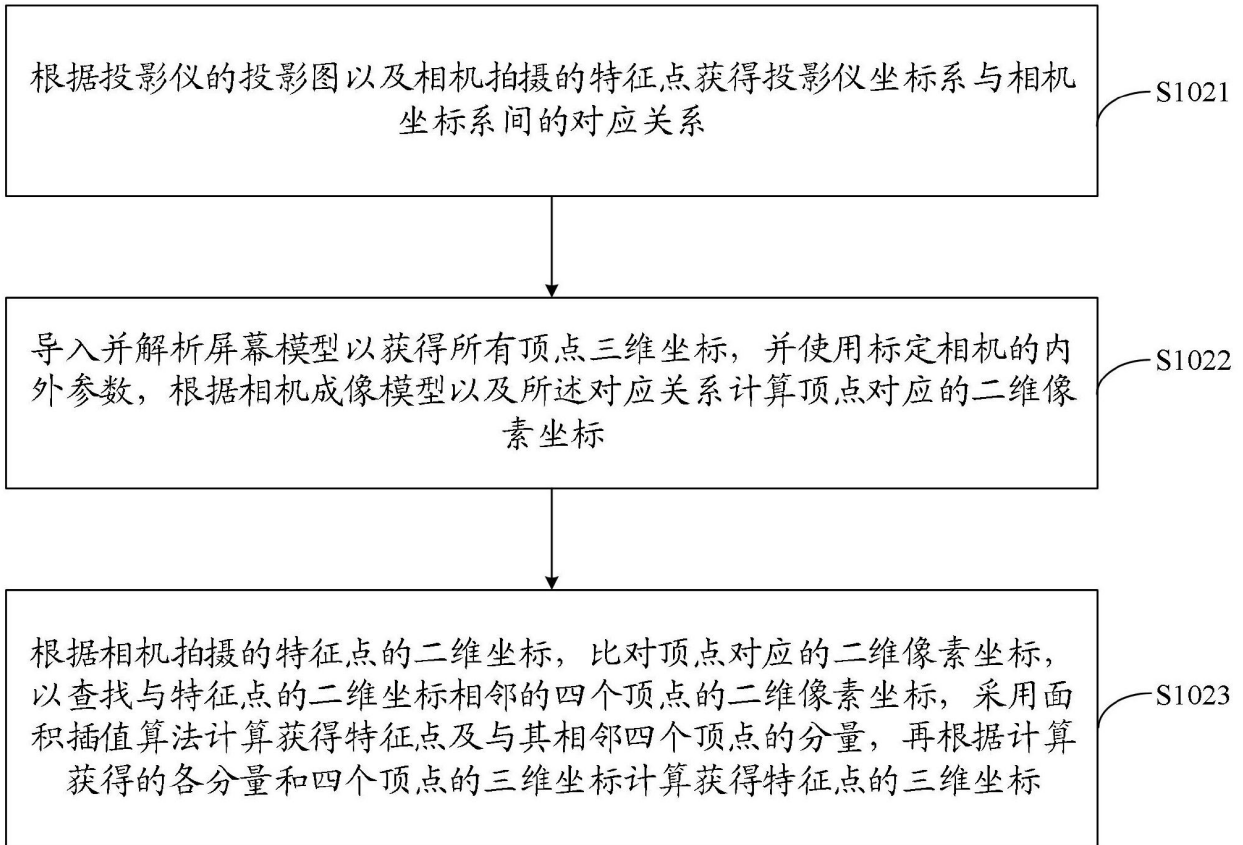 根据投影仪的投影图以及相机拍摄的特征点获得投影仪坐标系与相机
坐标系间的对应关系
S1021
导入并解析屏幕模型以获得所有顶点三维坐标，并使用标定相机的内
外参数，根据相机成像模型以及所述对应关系计算顶点对应的二维像
素坐标
S1022
根据相机拍摄的特征点的二维坐标，比对顶点对应的二维像素坐标，
以查找与特征点的二维坐标相邻的四个顶点的二维像素坐标，采用面
积插值算法计算获得特征点及与其相邻四个顶点的分量，再根据计算
获得的各分量和四个顶点的三维坐标计算获得特征点的三维坐标
S1023